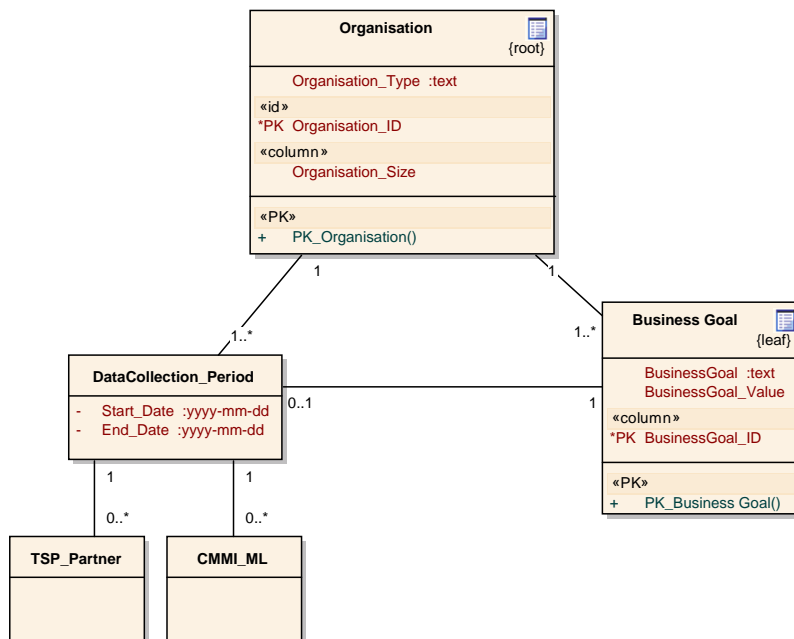 Organisation
{root}
Organisation_Type :text
«id»
*PK Organisation_ID
«column»
Organisation_Size
«PK»
+ PK_Organisation()
1
1
1..*
1..*
Business Goal
{leaf}
BusinessGoal :text
BusinessGoal_Value
«column»
*PK BusinessGoal_ID
«PK»
+ PK_Business Goal()
DataCollection_Period
- Start_Date :yyyy-mm-dd
- End_Date :yyyy-mm-dd
0..1
1
1
1
0..*
0..*
TSP_Partner
CMMI_ML